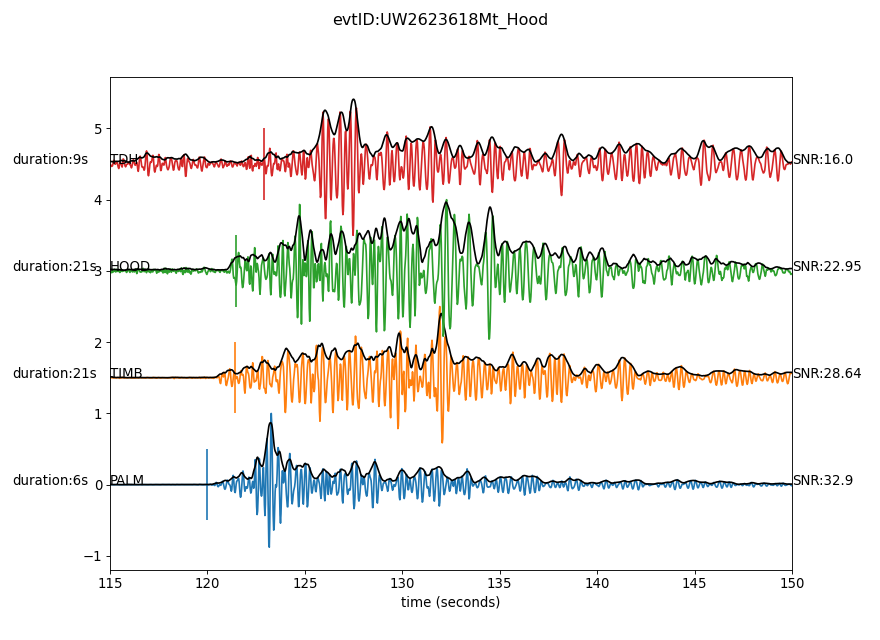 evtID:UW2623618Mt_Hood
5
duration:9s TDH SNR:16.0
4
duration:21s 3 HOOD SNR:22.95
2
duration:21s TIMB SNR:28.64
1
duration:6s 0 PALM SNR:32.9
−1
115 120 125 130 135 140 145 150
time (seconds)